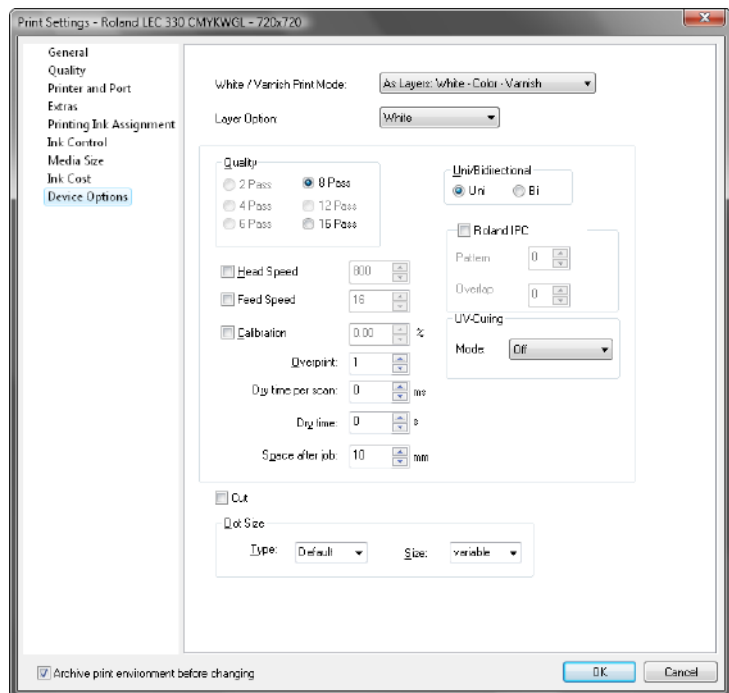 Print Settings - Roland LEC 330 CMYKWGL - 720x720
General
Quality
Printer and Port
Extras
Printing Ink Assignment
Ink Control
Media Size
Ink Cost
Device Options
White / Varnish Print Mode: As Layers: White - Color - Varnish
Layer Option: White
Quality
2 Pass 8 Pass
4 Pass 12 Pass
6 Pass 16 Pass
Uni/Bidirectional
Uni Bi
Roland IPC
Pattern 0
Overlap 0
Head Speed 800
Feed Speed 16
Calibration 0.00 %
Overprint: 1
Dry time per scan: 0 ms
Dry time: 0 s
Space after job: 10 mm
UV-Curing
Mode: Off
Cut
Dot Size
Type: Default Size: variable
Archive print environment before changing
OK Cancel